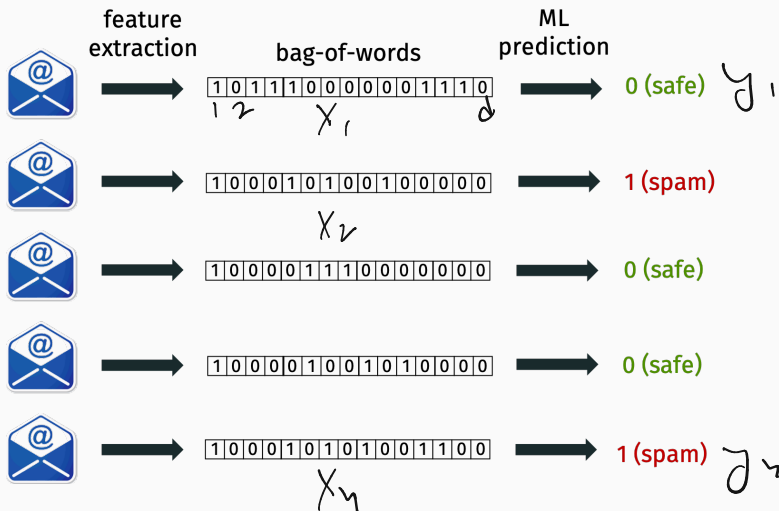 feature extraction
bag-of-words
ML prediction
@ 1 0 1 1 1 0 0 0 0 0 0 1 1 1 0 0 (safe) y1
1 2 X1 d
@ 1 0 0 0 1 0 1 0 0 1 0 0 0 0 0 1 (spam)
X2
@ 1 0 0 0 0 1 1 1 0 0 0 0 0 0 0 0 (safe)
@ 1 0 0 0 0 1 0 0 1 0 1 0 0 0 0 0 (safe)
@ 1 0 0 0 1 0 1 0 1 0 0 1 1 0 0 1 (spam) yn
Xn